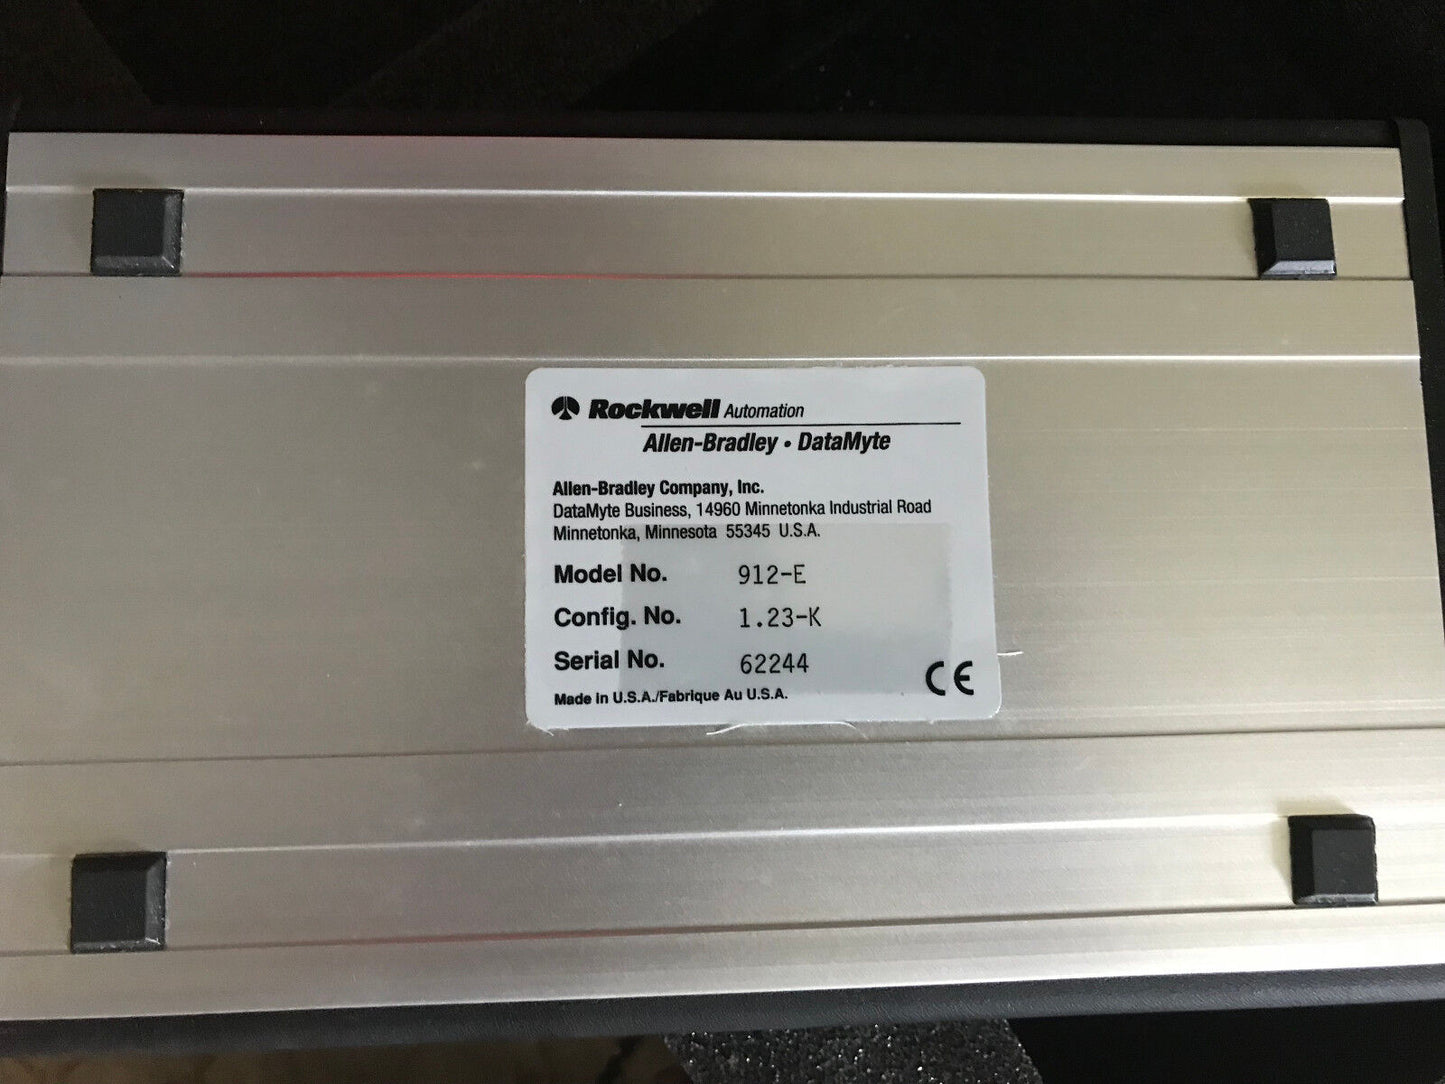 Rockwell Automation
Allen-Bradley • DataMyte
Allen-Bradley Company, Inc.
DataMyte Business, 14960 Minnetonka Industrial Road
Minnetonka, Minnesota 55345 U.S.A.
Model No. 912-E
Config. No. 1.23-K
Serial No. 62244
Made in U.S.A./Fabrique Au U.S.A.
CE